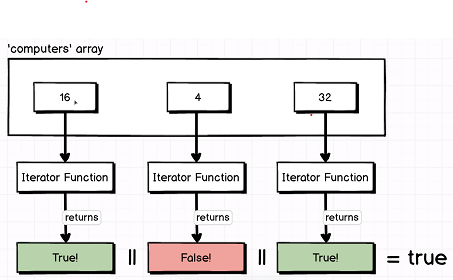 'computers' array
16 4 32
Iterator Function Iterator Function Iterator Function
returns returns returns
True! || False! || True! = true